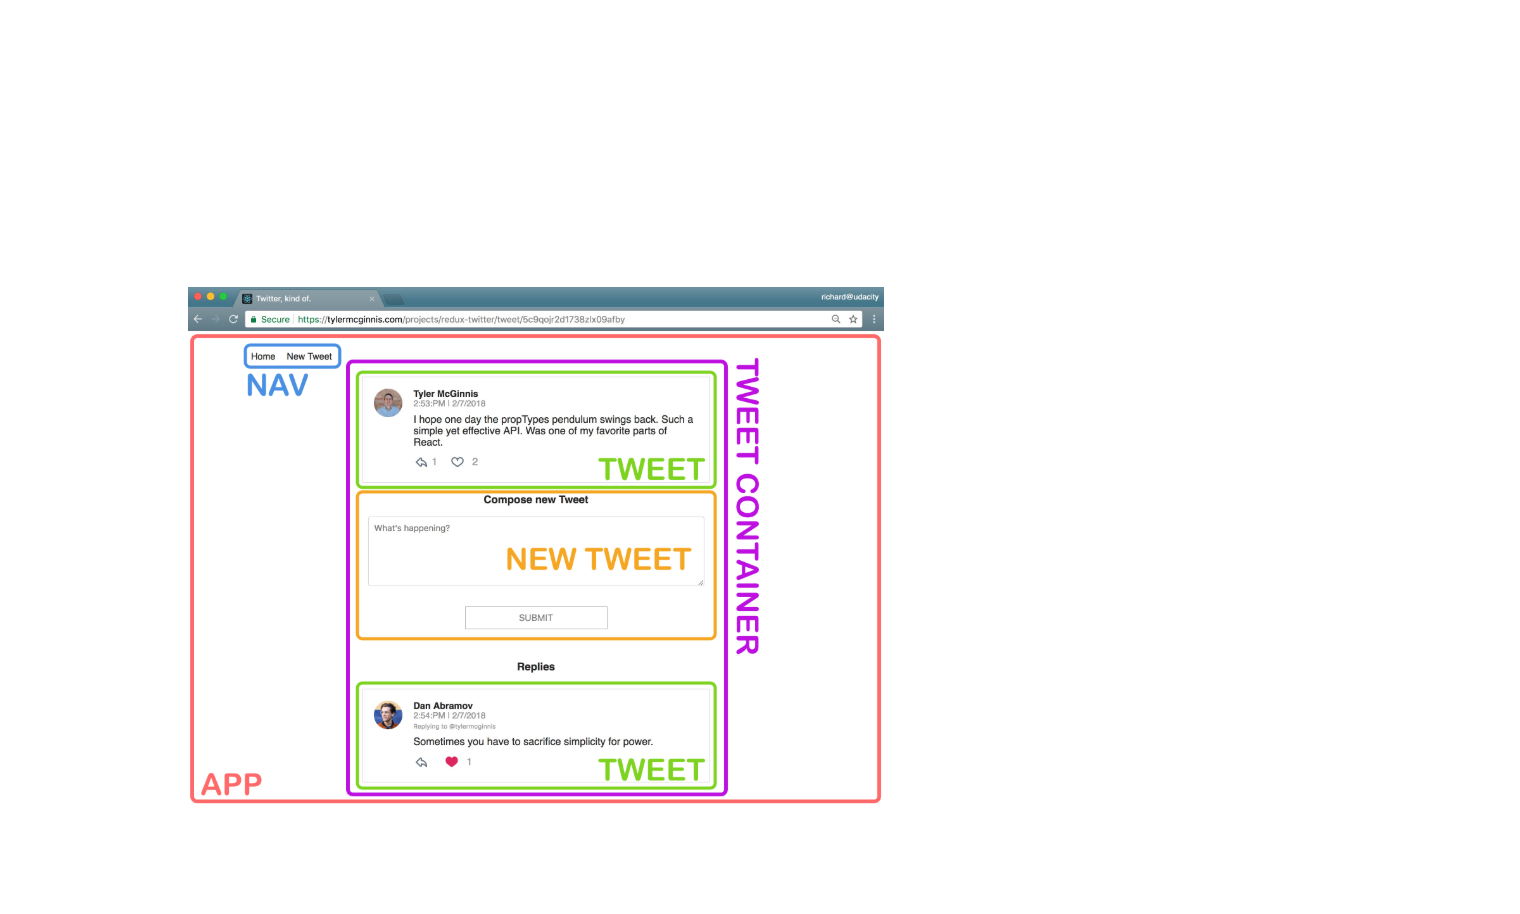 Twitter, kind of.
richard@udacity
Secure https://tylermcginnis.com/projects/redux-twitter/tweet/5c9qojr2d1738zlx09afby
Home New Tweet
NAV
TWEET CONTAINER
Tyler McGinnis
2:53:PM | 2/7/2018
I hope one day the propTypes pendulum swings back. Such a
simple yet effective API. Was one of my favorite parts of
React.
1 2
TWEET
Compose new Tweet
What's happening?
NEW TWEET
SUBMIT
Replies
Dan Abramov
2:54:PM | 2/7/2018
Replying to @tylermcginnis
Sometimes you have to sacrifice simplicity for power.
1
TWEET
APP